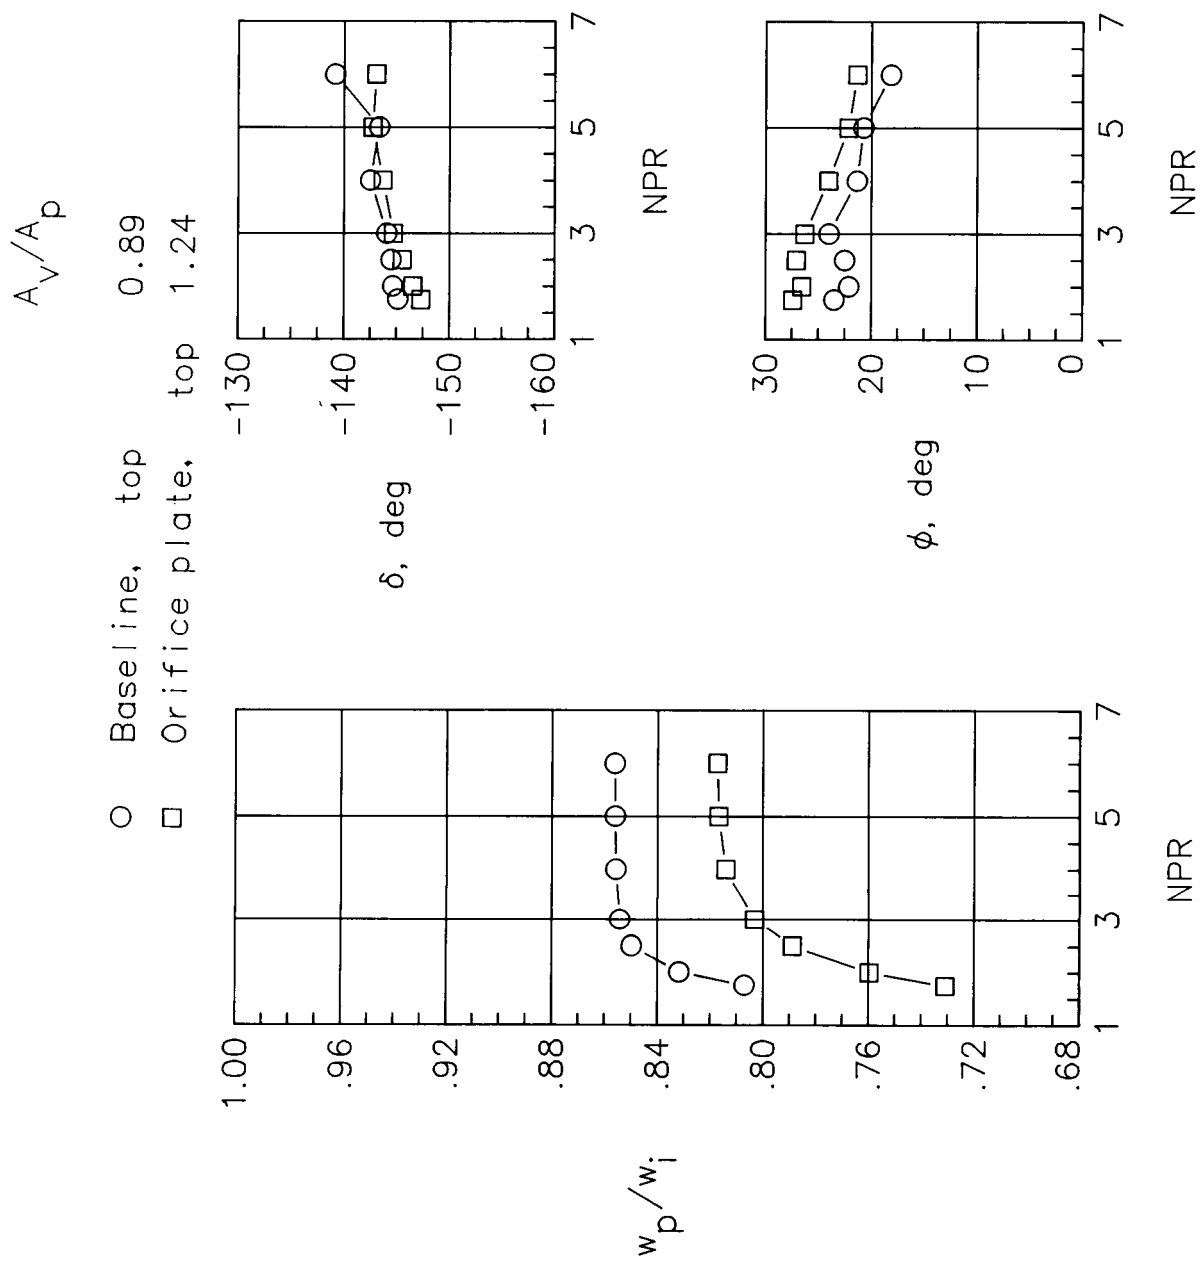 A_v/A_p
○ Baseline, top 0.89
□ Orifice plate, top 1.24
w_p/w_i
1.00
.96
.92
.88
.84
.80
.76
.72
.68
1 3 5 7
NPR
δ, deg
-130
-140
-150
-160
1 3 5 7
NPR
ϕ, deg
30
20
10
0
1 3 5 7
NPR